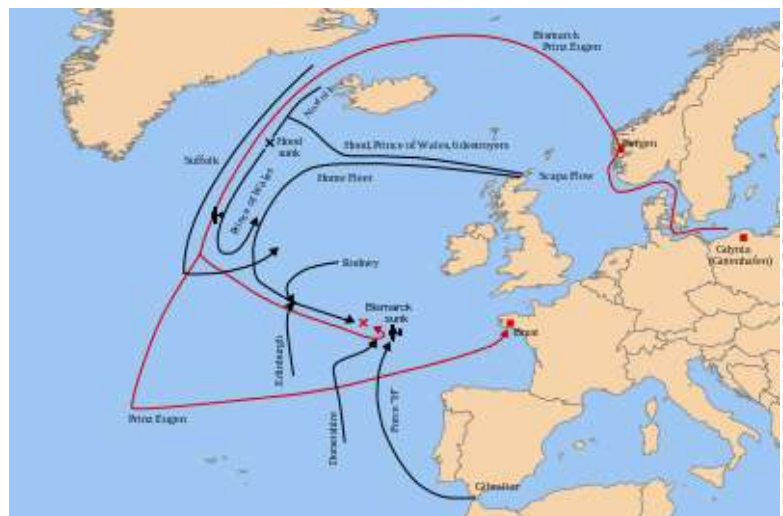 Bismarck
Prinz Eugen
Norfolk
Suffolk
Hood
sunk
Hood, Prince of Wales, 6 destroyers
Bergen
Home Fleet
Scapa Flow
Prince of Wales
Gdynia
(Gotenhafen)
Rodney
Bismarck
sunk
Brest
Edinburgh
Prinz Eugen
Dorsetshire
Force "H"
Gibraltar